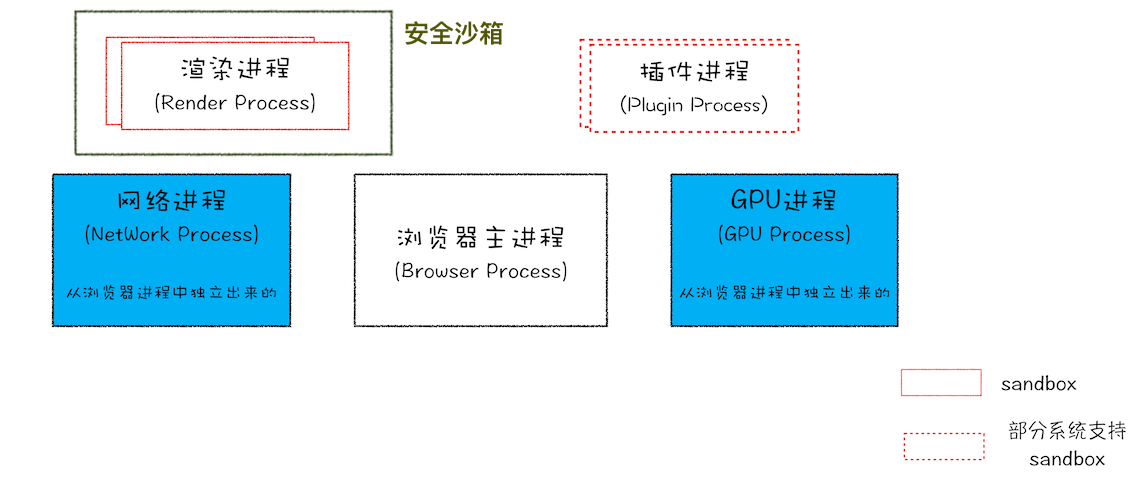 安全沙箱
渲染进程
(Render Process)
插件进程
(Plugin Process)
网络进程
(NetWork Process)
从浏览器进程中独立出来的
浏览器主进程
(Browser Process)
GPU进程
(GPU Process)
从浏览器进程中独立出来的
sandbox
部分系统支持
sandbox